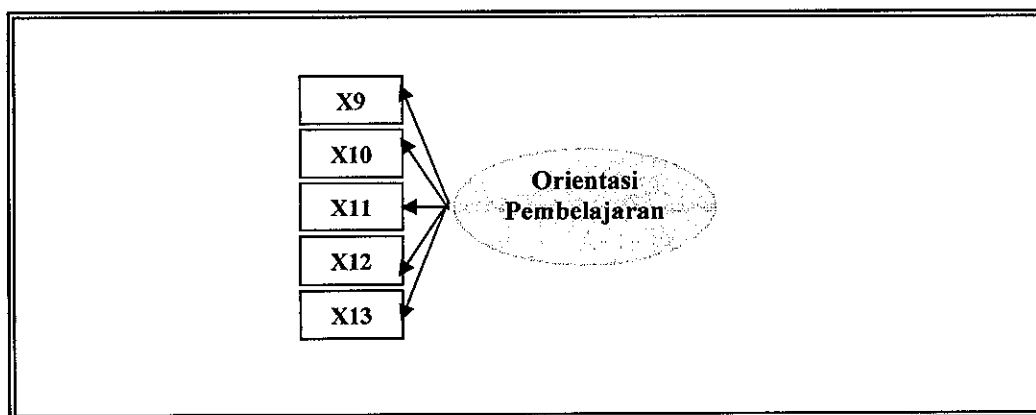 X9
X10
X11
X12
X13
Orientasi
Pembelajaran